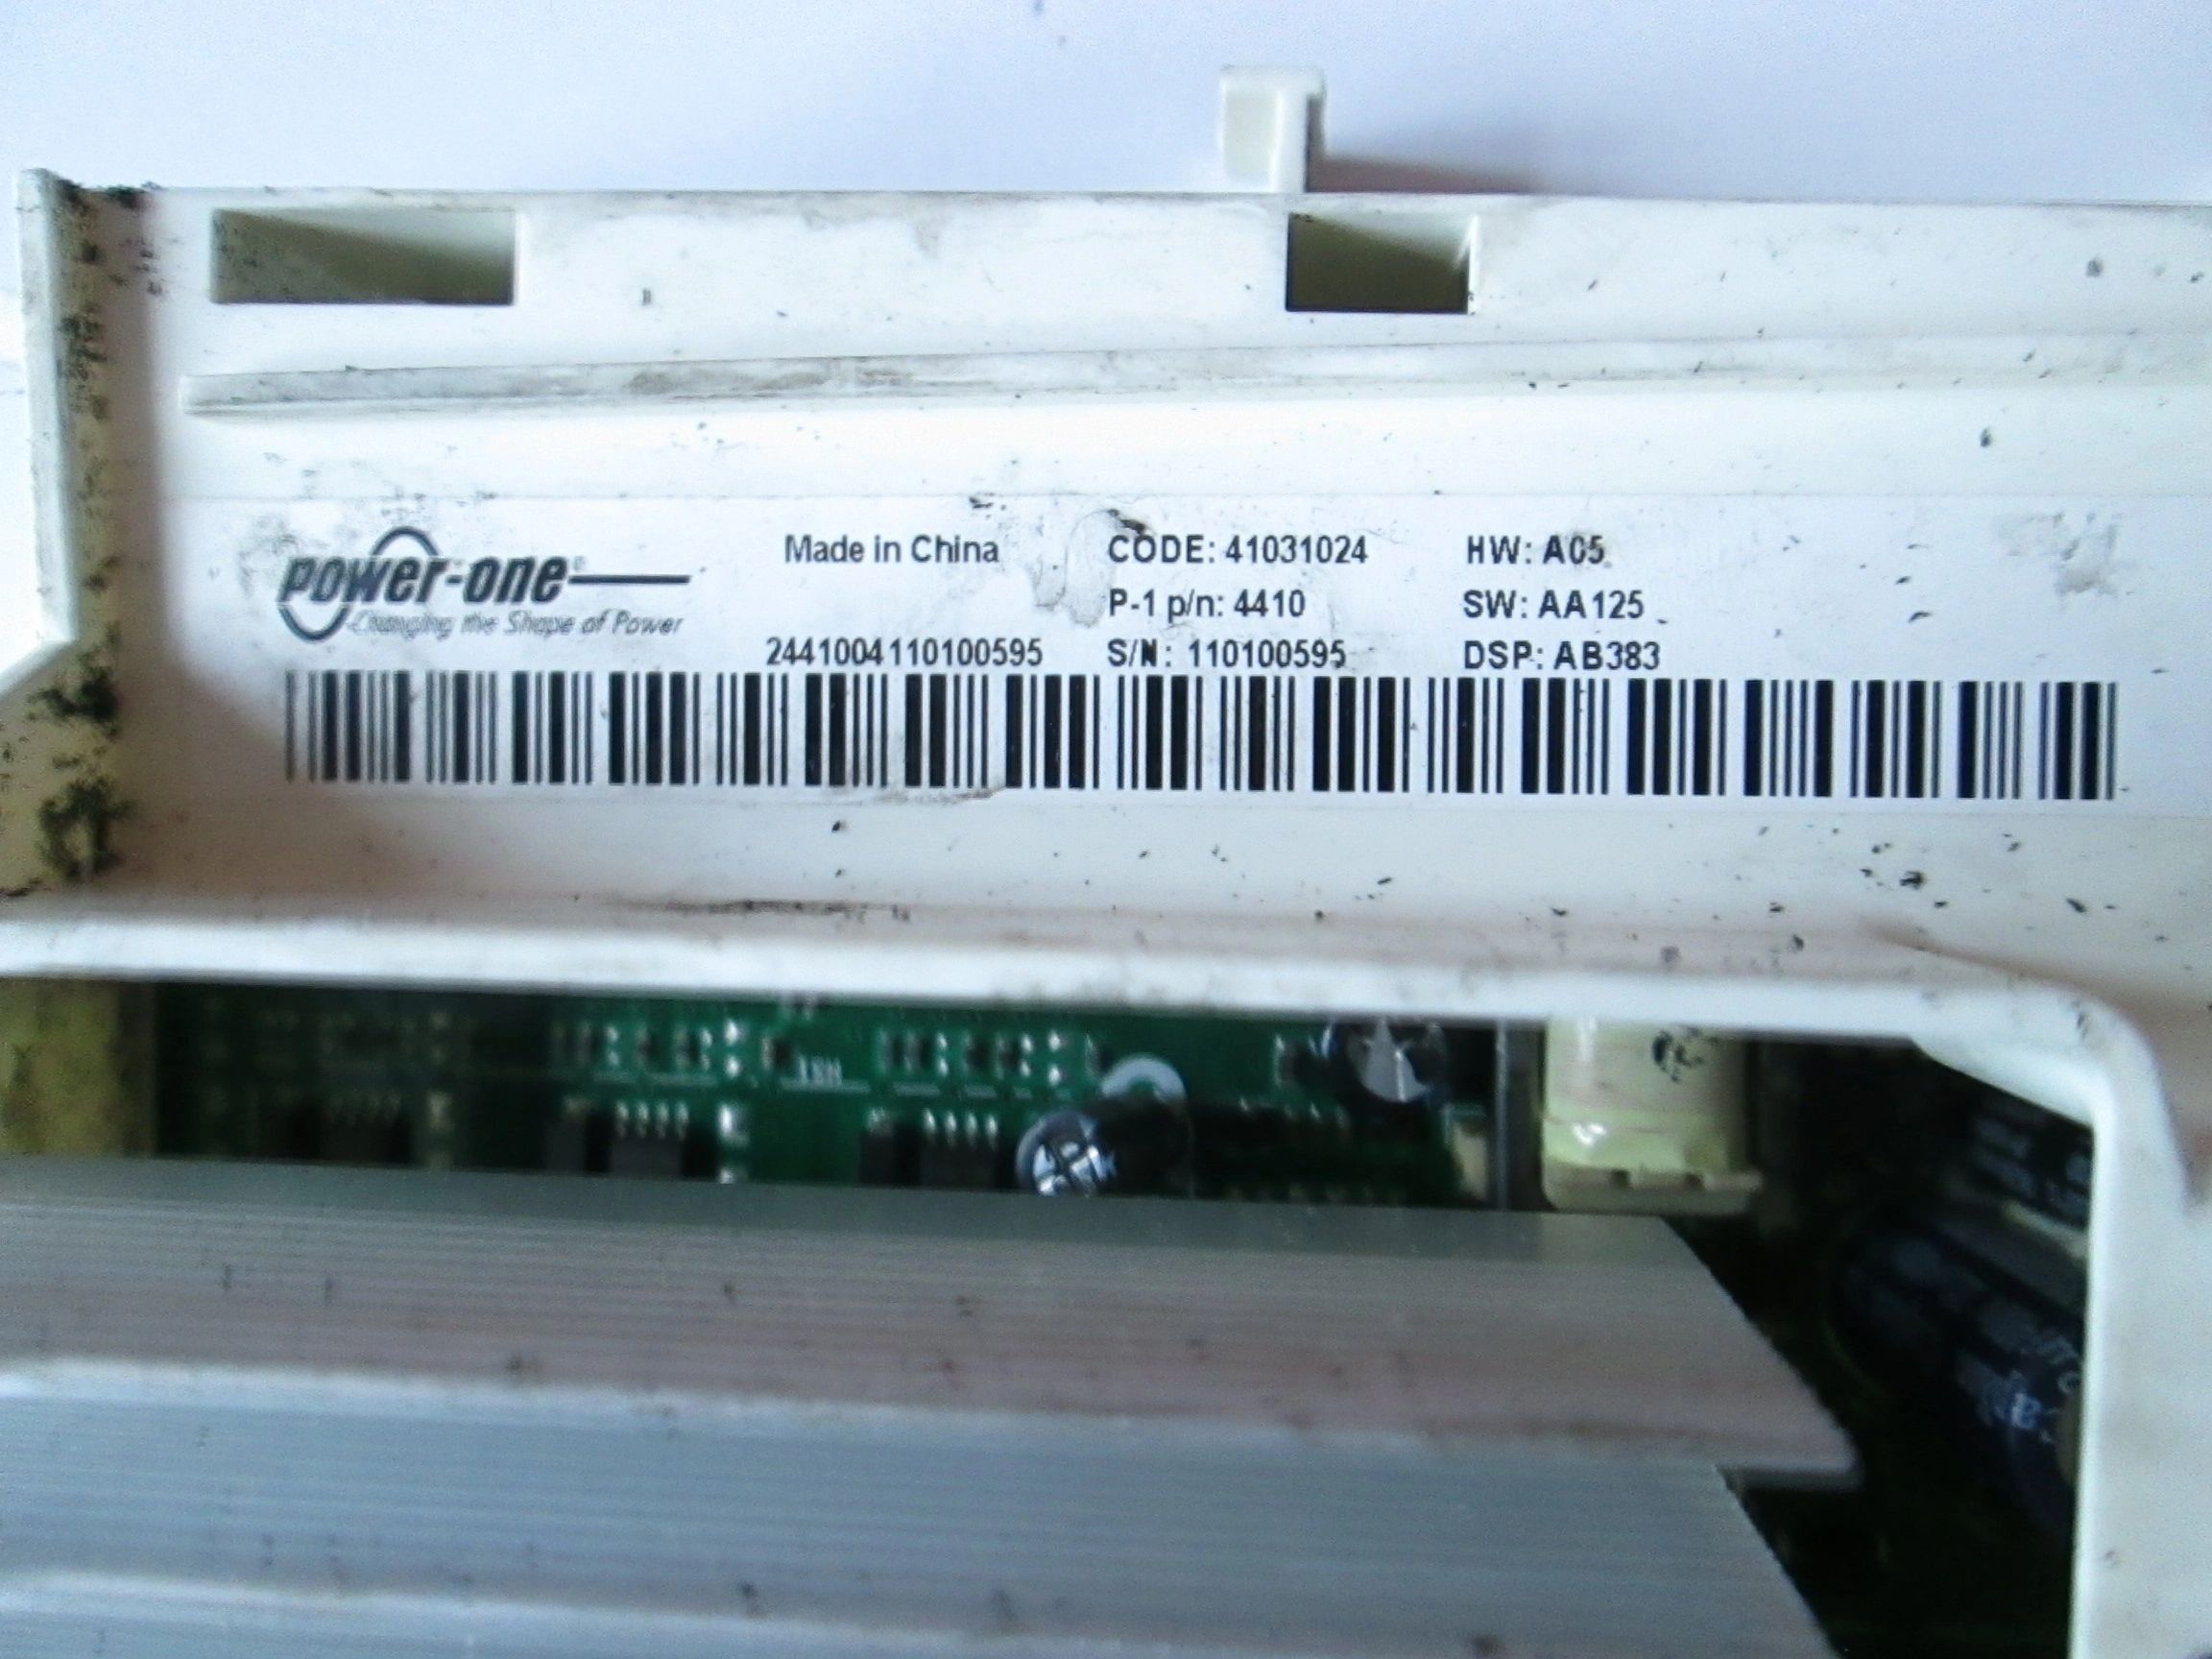 power-one
Changing the Shape of Power
Made in China
2441004110100595
CODE: 41031024
P-1 p/n: 4410
S/N: 110100595
HW: A05
SW: AA125
DSP: AB383